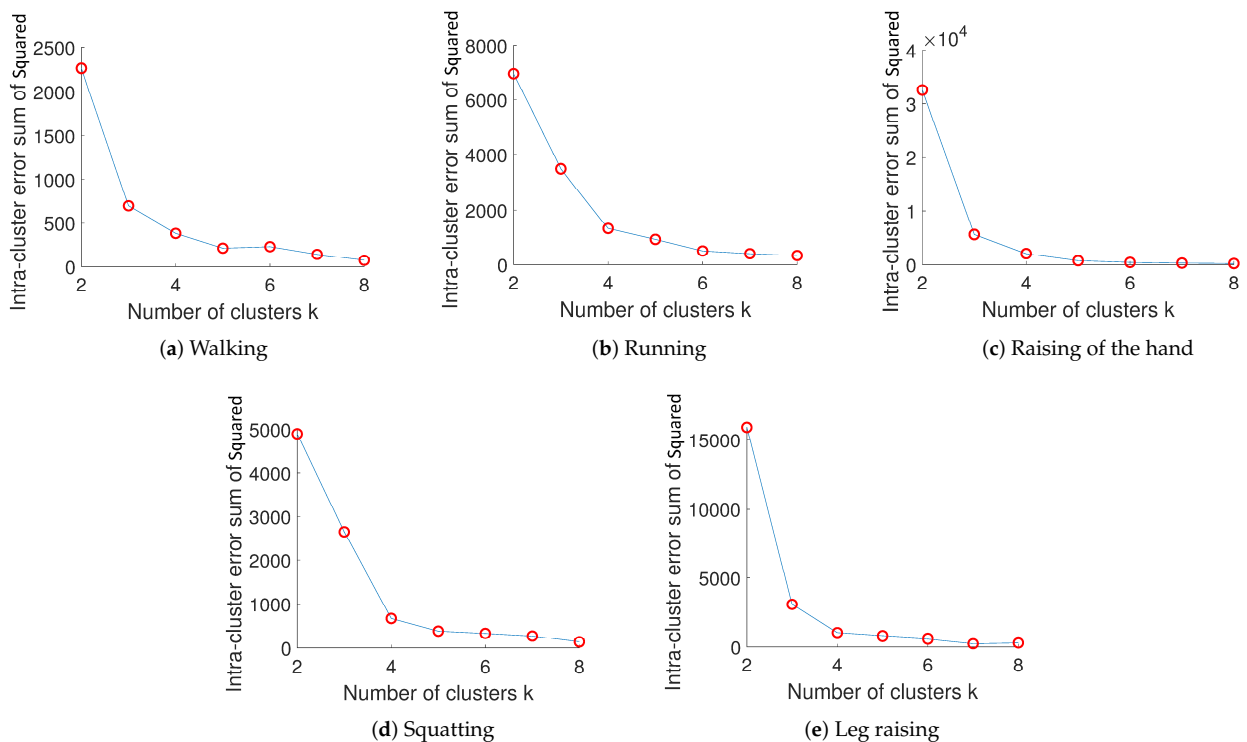 Intra-cluster error sum of Squared
2500
2000
1500
1000
500
0
2 4 6 8
Number of clusters k
(a) Walking
Intra-cluster error sum of Squared
8000
6000
4000
2000
0
2 4 6 8
Number of clusters k
(b) Running
Intra-cluster error sum of Squared
×10⁴
4
3
2
1
0
2 4 6 8
Number of clusters k
(c) Raising of the hand
Intra-cluster error sum of Squared
5000
4000
3000
2000
1000
0
2 4 6 8
Number of clusters k
(d) Squatting
Intra-cluster error sum of Squared
15000
10000
5000
0
2 4 6 8
Number of clusters k
(e) Leg raising